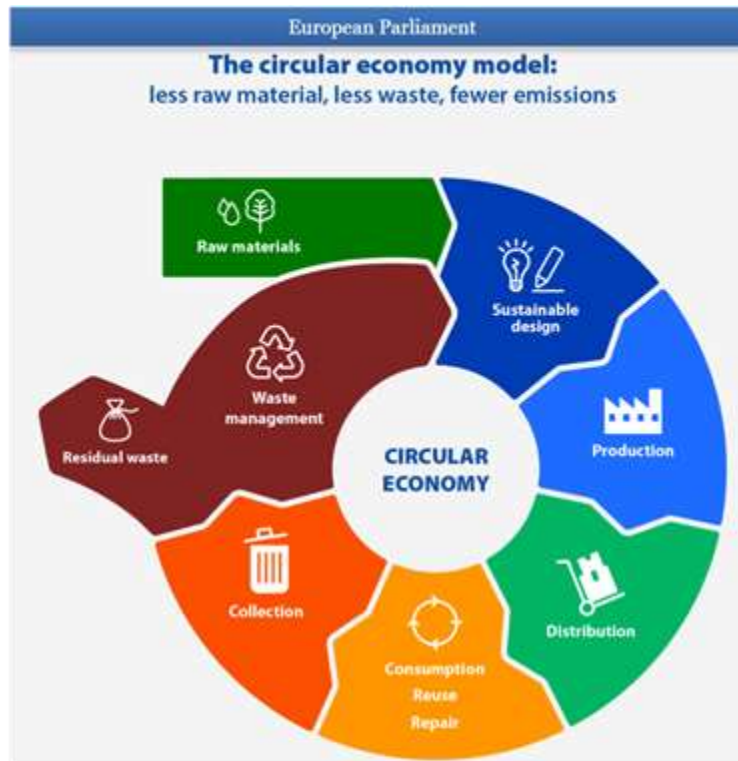 European Parliament
The circular economy model:
less raw material, less waste, fewer emissions
Raw materials
Sustainable
design
Production
Distribution
Consumption
Reuse
Repair
Collection
Waste
management
Residual waste
CIRCULAR
ECONOMY